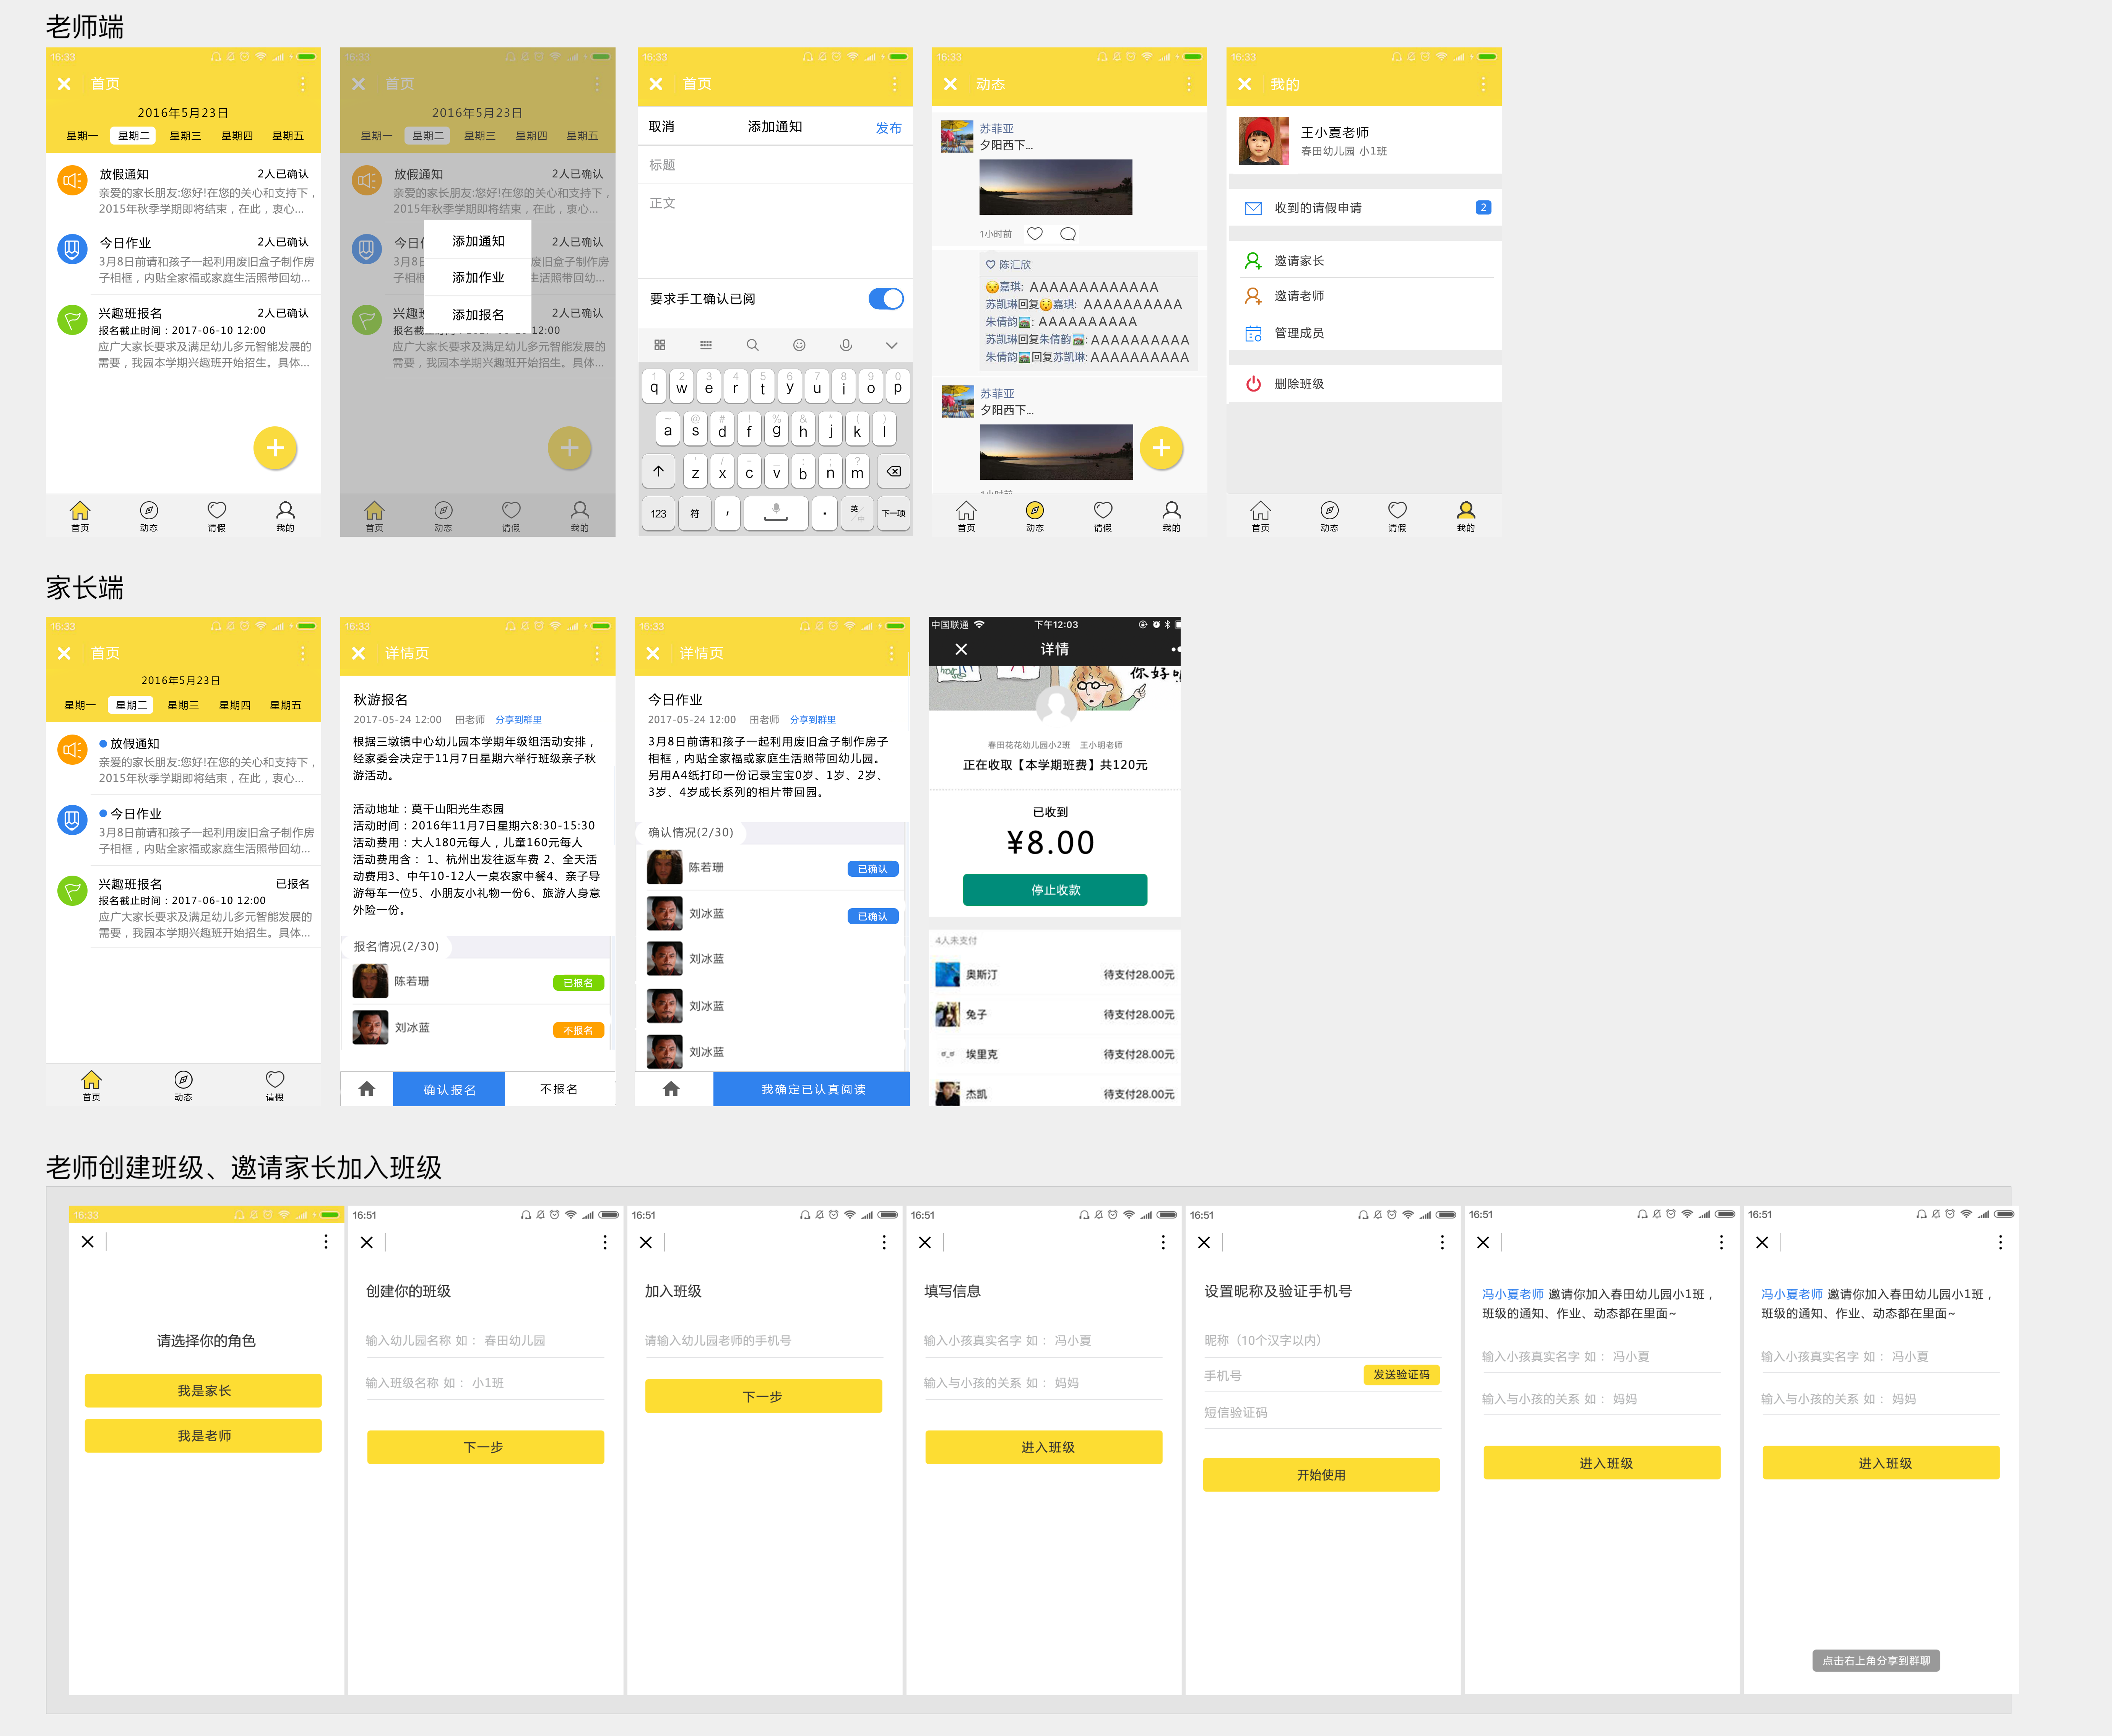 老师端
16:33
首页
2016年5月23日
星期一 星期二 星期三 星期四 星期五
放假通知 2人已确认
亲爱的家长朋友:您好!在您的关心和支持下，
2015年秋季学期即将结束，在此，衷心...
今日作业 2人已确认
3月8日前请和孩子一起利用废旧盒子制作房
子相框，内贴全家福或家庭生活照带回幼...
兴趣班报名 2人已确认
报名截止时间：2017-06-10 12:00
应广大家长要求及满足幼儿多元智能发展的
需要，我园本学期兴趣班开始招生。具体...
首页 动态 请假 我的
16:33
首页
2016年5月23日
星期一 星期二 星期三 星期四 星期五
放假通知 2人已确认
亲爱的家长朋友:您好!在您的关心和支持下，
2015年秋季学期即将结束，在此，衷心...
今日 2人已确认
3月8 起利用废旧盒子制作房
子相框 庭生活照带回幼...
兴趣班 2人已确认
报名截止 12:00
应广大家长要求及满足幼儿多元智能发展的
需要，我园本学期兴趣班开始招生。具体...
添加通知
添加作业
添加报名
首页 动态 请假 我的
16:33
首页
取消 添加通知 发布
标题
正文
要求手工确认已阅
1 2 3 4 5 6 7 8 9 0
q w e r t y u i o p
~ @ # ! % & * ( )
a s d f g h j k l
' / - _ : ; ?
z x c v b n m
123 符 , . 英 /中 下一项
16:33
动态
苏菲亚
夕阳西下...
1小时前
陈汇欣
😔嘉琪: AAAAAAAAAAAAA
苏凯琳回复😔嘉琪: AAAAAAAAAA
朱倩韵: AAAAAAAAAA
苏凯琳回复朱倩韵: AAAAAAAAAA
朱倩韵回复苏凯琳: AAAAAAAAAA
苏菲亚
夕阳西下...
1小时前
首页 动态 请假 我的
16:33
我的
王小夏老师
春田幼儿园 小1班
收到的请假申请 2
邀请家长
邀请老师
管理成员
删除班级
首页 动态 请假 我的
家长端
16:33
首页
2016年5月23日
星期一 星期二 星期三 星期四 星期五
放假通知
亲爱的家长朋友:您好!在您的关心和支持下，
2015年秋季学期即将结束，在此，衷心...
今日作业
3月8日前请和孩子一起利用废旧盒子制作房
子相框，内贴全家福或家庭生活照带回幼...
兴趣班报名 已报名
报名截止时间：2017-06-10 12:00
应广大家长要求及满足幼儿多元智能发展的
需要，我园本学期兴趣班开始招生。具体...
首页 动态 请假
16:33
详情页
秋游报名
2017-05-24 12:00 田老师 分享到群里
根据三墩镇中心幼儿园本学期年级组活动安排，
经家委会决定于11月7日星期六举行班级亲子秋
游活动。
活动地址：莫干山阳光生态园
活动时间：2016年11月7日星期六8:30-15:30
活动费用：大人180元每人，儿童160元每人
活动费用含： 1、杭州出发往返车费 2、全天活
动费用3、中午10-12人一桌农家中餐4、亲子导
游每车一位5、小朋友小礼物一份6、旅游人身意
外险一份。
报名情况(2/30)
陈若珊 已报名
刘冰蓝 不报名
确认报名 不报名
16:33
详情页
今日作业
2017-05-24 12:00 田老师 分享到群里
3月8日前请和孩子一起利用废旧盒子制作房子
相框，内贴全家福或家庭生活照带回幼儿园。
另用A4纸打印一份记录宝宝0岁、1岁、2岁、
3岁、4岁成长系列的相片带回园。
确认情况(2/30)
陈若珊 已确认
刘冰蓝 已确认
刘冰蓝
刘冰蓝
刘冰蓝
我确定已认真阅读
中国联通 下午12:03
详情
你好
春田花花幼儿园小2班 王小明老师
正在收取【本学期班费】共120元
已收到
¥8.00
停止收款
4人未支付
奥斯汀 待支付28.00元
兔子 待支付28.00元
埃里克 待支付28.00元
杰凯 待支付28.00元
老师创建班级、邀请家长加入班级
16:33
请选择你的角色
我是家长
我是老师
16:51
创建你的班级
输入幼儿园名称 如： 春田幼儿园
输入班级名称 如： 小1班
下一步
16:51
加入班级
请输入幼儿园老师的手机号
下一步
16:51
填写信息
输入小孩真实名字 如： 冯小夏
输入与小孩的关系 如： 妈妈
进入班级
16:51
设置昵称及验证手机号
昵称（10个汉字以内）
手机号 发送验证码
短信验证码
开始使用
16:51
冯小夏老师 邀请你加入春田幼儿园小1班，
班级的通知、作业、动态都在里面~
输入小孩真实名字 如： 冯小夏
输入与小孩的关系 如： 妈妈
进入班级
16:51
冯小夏老师 邀请你加入春田幼儿园小1班，
班级的通知、作业、动态都在里面~
输入小孩真实名字 如： 冯小夏
输入与小孩的关系 如： 妈妈
进入班级
点击右上角分享到群聊